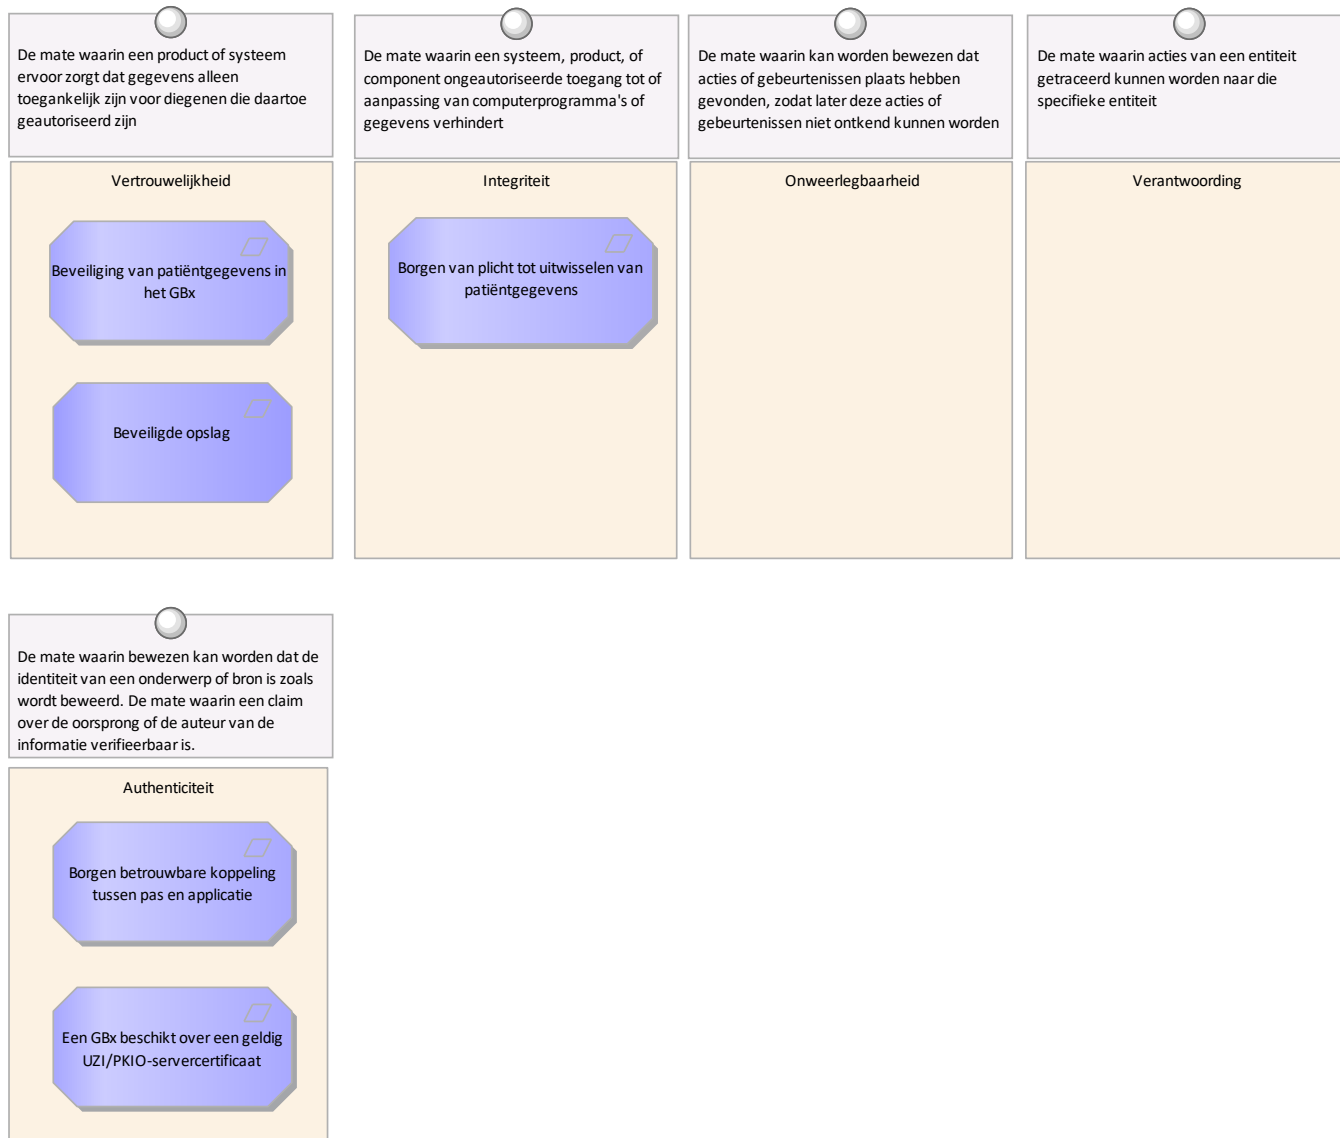 De mate waarin een product of systeem
ervoor zorgt dat gegevens alleen
toegankelijk zijn voor diegenen die daartoe
geautoriseerd zijn
Vertrouwelijkheid
Beveiliging van patiëntgegevens in
het GBx
Beveiligde opslag
De mate waarin een systeem, product, of
component ongeautoriseerde toegang tot of
aanpassing van computerprogramma's of
gegevens verhindert
Integriteit
Borgen van plicht tot uitwisselen van
patiëntgegevens
De mate waarin kan worden bewezen dat
acties of gebeurtenissen plaats hebben
gevonden, zodat later deze acties of
gebeurtenissen niet ontkend kunnen worden
Onweerlegbaarheid
De mate waarin acties van een entiteit
getraceerd kunnen worden naar die
specifieke entiteit
Verantwoording
De mate waarin bewezen kan worden dat de
identiteit van een onderwerp of bron is zoals
wordt beweerd. De mate waarin een claim
over de oorsprong of de auteur van de
informatie verifieerbaar is.
Authenticiteit
Borgen betrouwbare koppeling
tussen pas en applicatie
Een GBx beschikt over een geldig
UZI/PKIO-servercertificaat